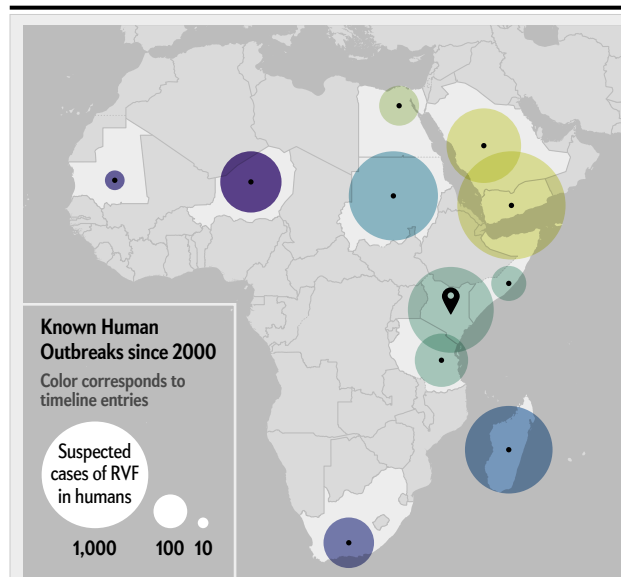 Known Human
Outbreaks since 2000
Color corresponds to
timeline entries
Suspected
cases of RVF
in humans
1,000 100 10